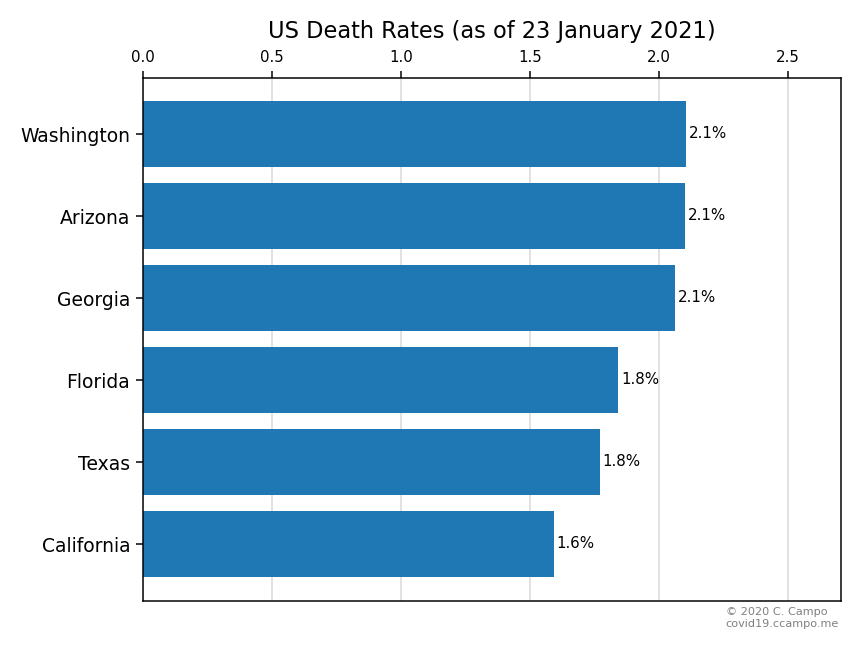 US Death Rates (as of 23 January 2021)
0.0 0.5 1.0 1.5 2.0 2.5
Washington 2.1%
Arizona 2.1%
Georgia 2.1%
Florida 1.8%
Texas 1.8%
California 1.6%
© 2020 C. Campo
covid19.ccampo.me